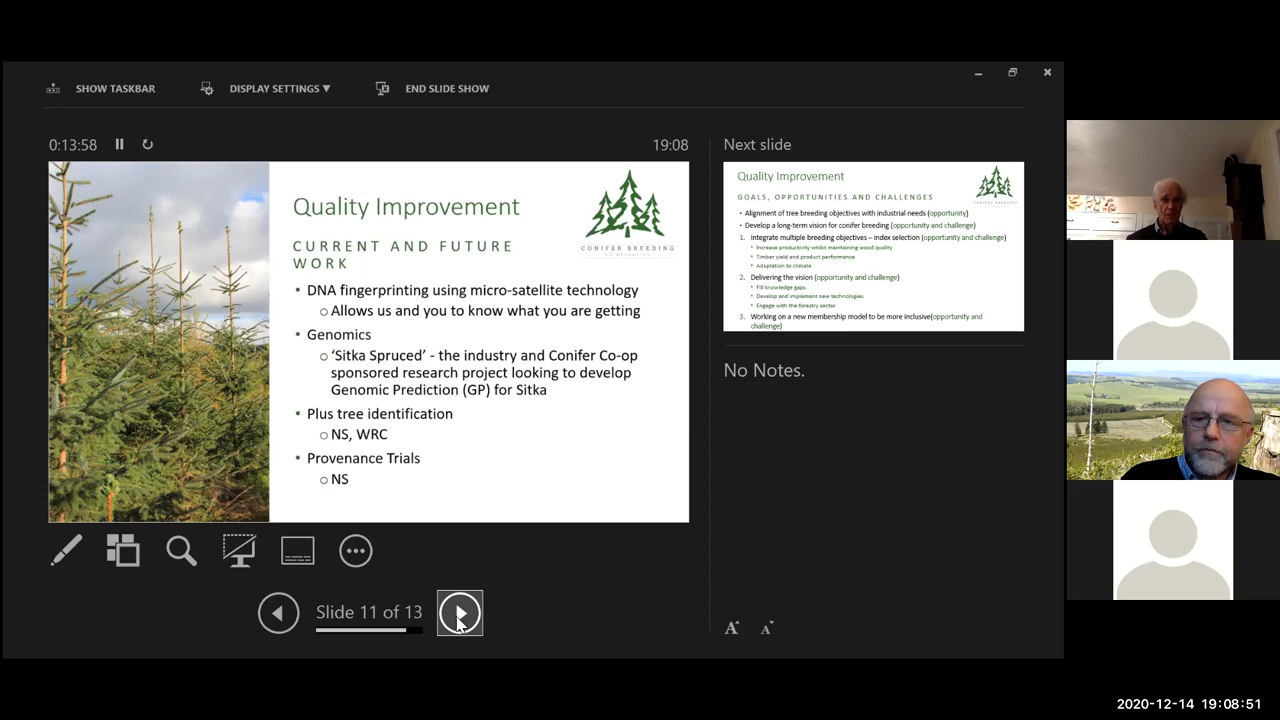 SHOW TASKBAR
DISPLAY SETTINGS ▼
END SLIDE SHOW
0:13:58
19:08
Quality Improvement
CURRENT AND FUTURE
WORK
CONIFER BREEDING
• DNA fingerprinting using micro-satellite technology
o Allows us and you to know what you are getting
• Genomics
o ‘Sitka Spruced’ - the industry and Conifer Co-op
sponsored research project looking to develop
Genomic Prediction (GP) for Sitka
• Plus tree identification
o NS, WRC
• Provenance Trials
o NS
Slide 11 of 13
Next slide
Quality Improvement
GOALS, OPPORTUNITIES AND CHALLENGES
CONIFER BREEDING
• Alignment of tree breeding objectives with industrial needs (opportunity)
• Develop a long-term vision for conifer breeding (opportunity and challenge)
1. Integrate multiple breeding objectives – index selection (opportunity and challenge)
• Increase productivity whilst maintaining wood quality
• Timber yield and product performance
• Adaptation to climate
2. Delivering the vision (opportunity and challenge)
• Fill knowledge gaps
• Develop and implement new technologies
• Engage with the forestry sector
3. Working on a new membership model to be more inclusive(opportunity and
challenge)
No Notes.
A A
2020-12-14 19:08:51